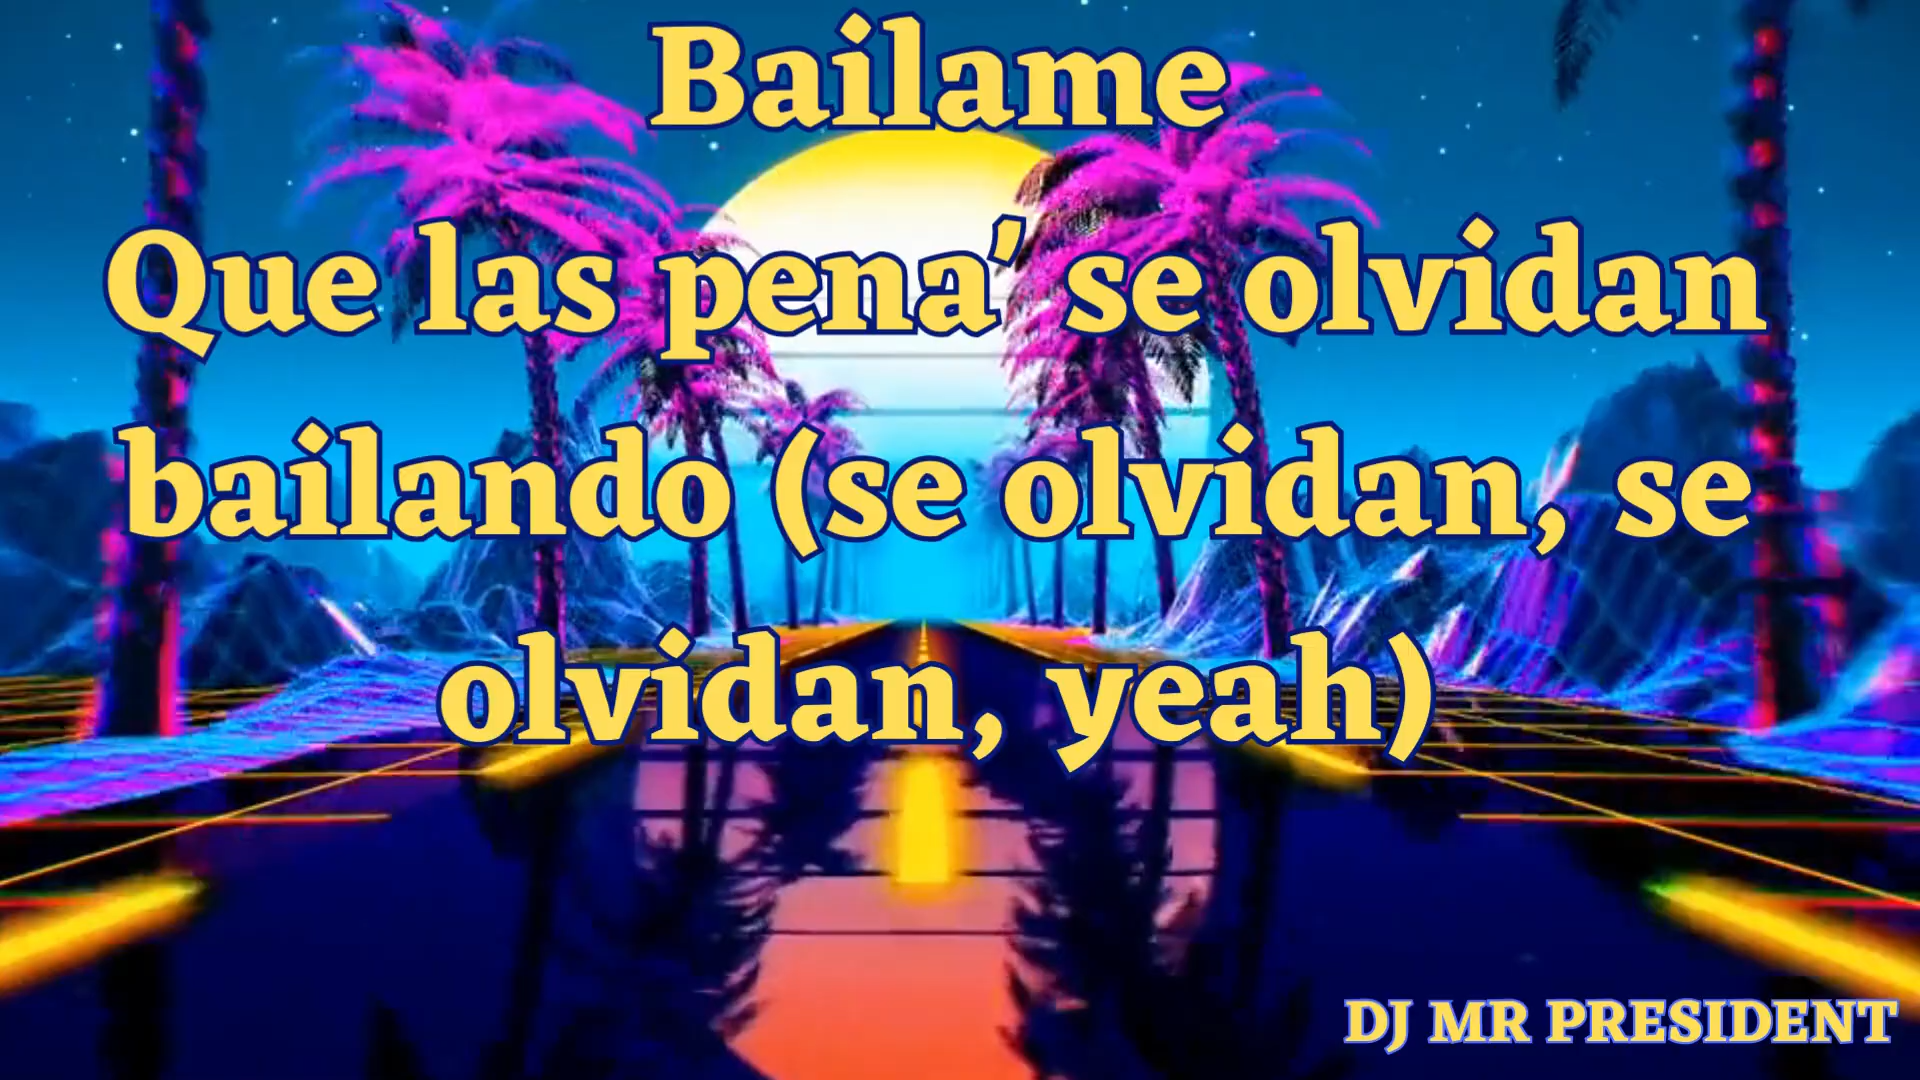 Bailame
Que las pena' se olvidan
bailando (se olvidan, se
olvidan, yeah)
DJ MR PRESIDENT